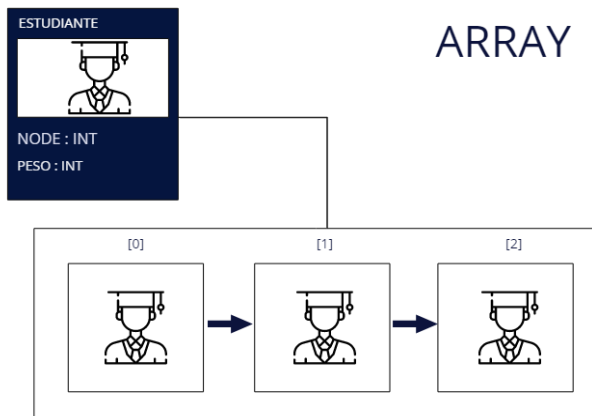 ESTUDIANTE
ARRAY
NODE : INT
PESO : INT
[0]
[1]
[2]